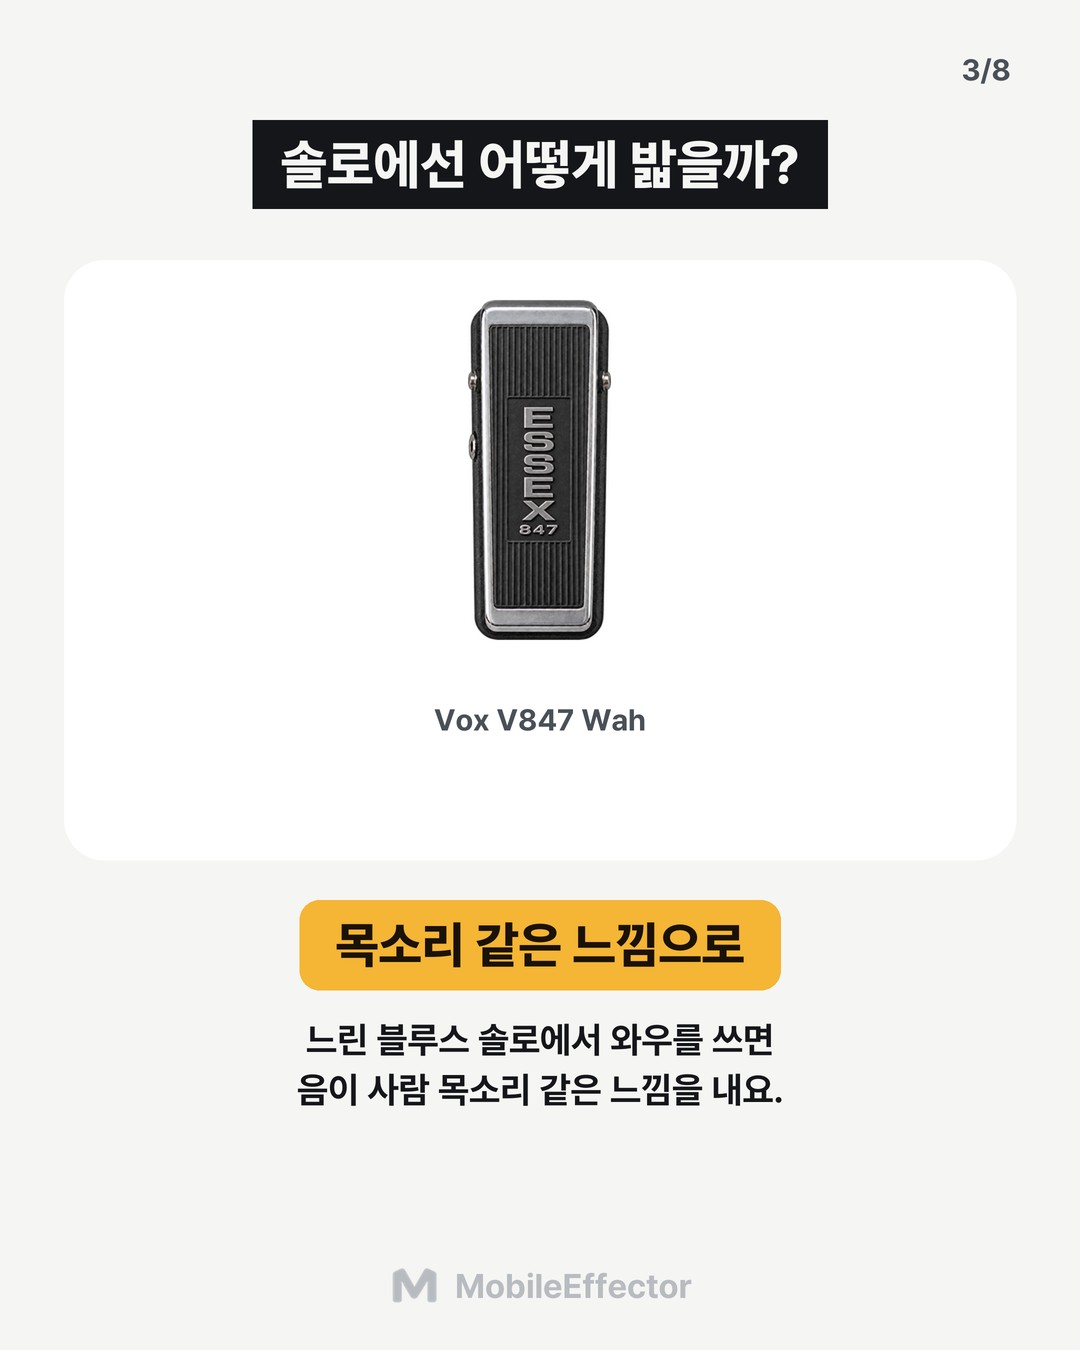 3/8
솔로에선 어떻게 밟을까?
ESSEX
847
Vox V847 Wah
목소리 같은 느낌으로
느린 블루스 솔로에서 와우를 쓰면
음이 사람 목소리 같은 느낌을 내요.
MobileEffector